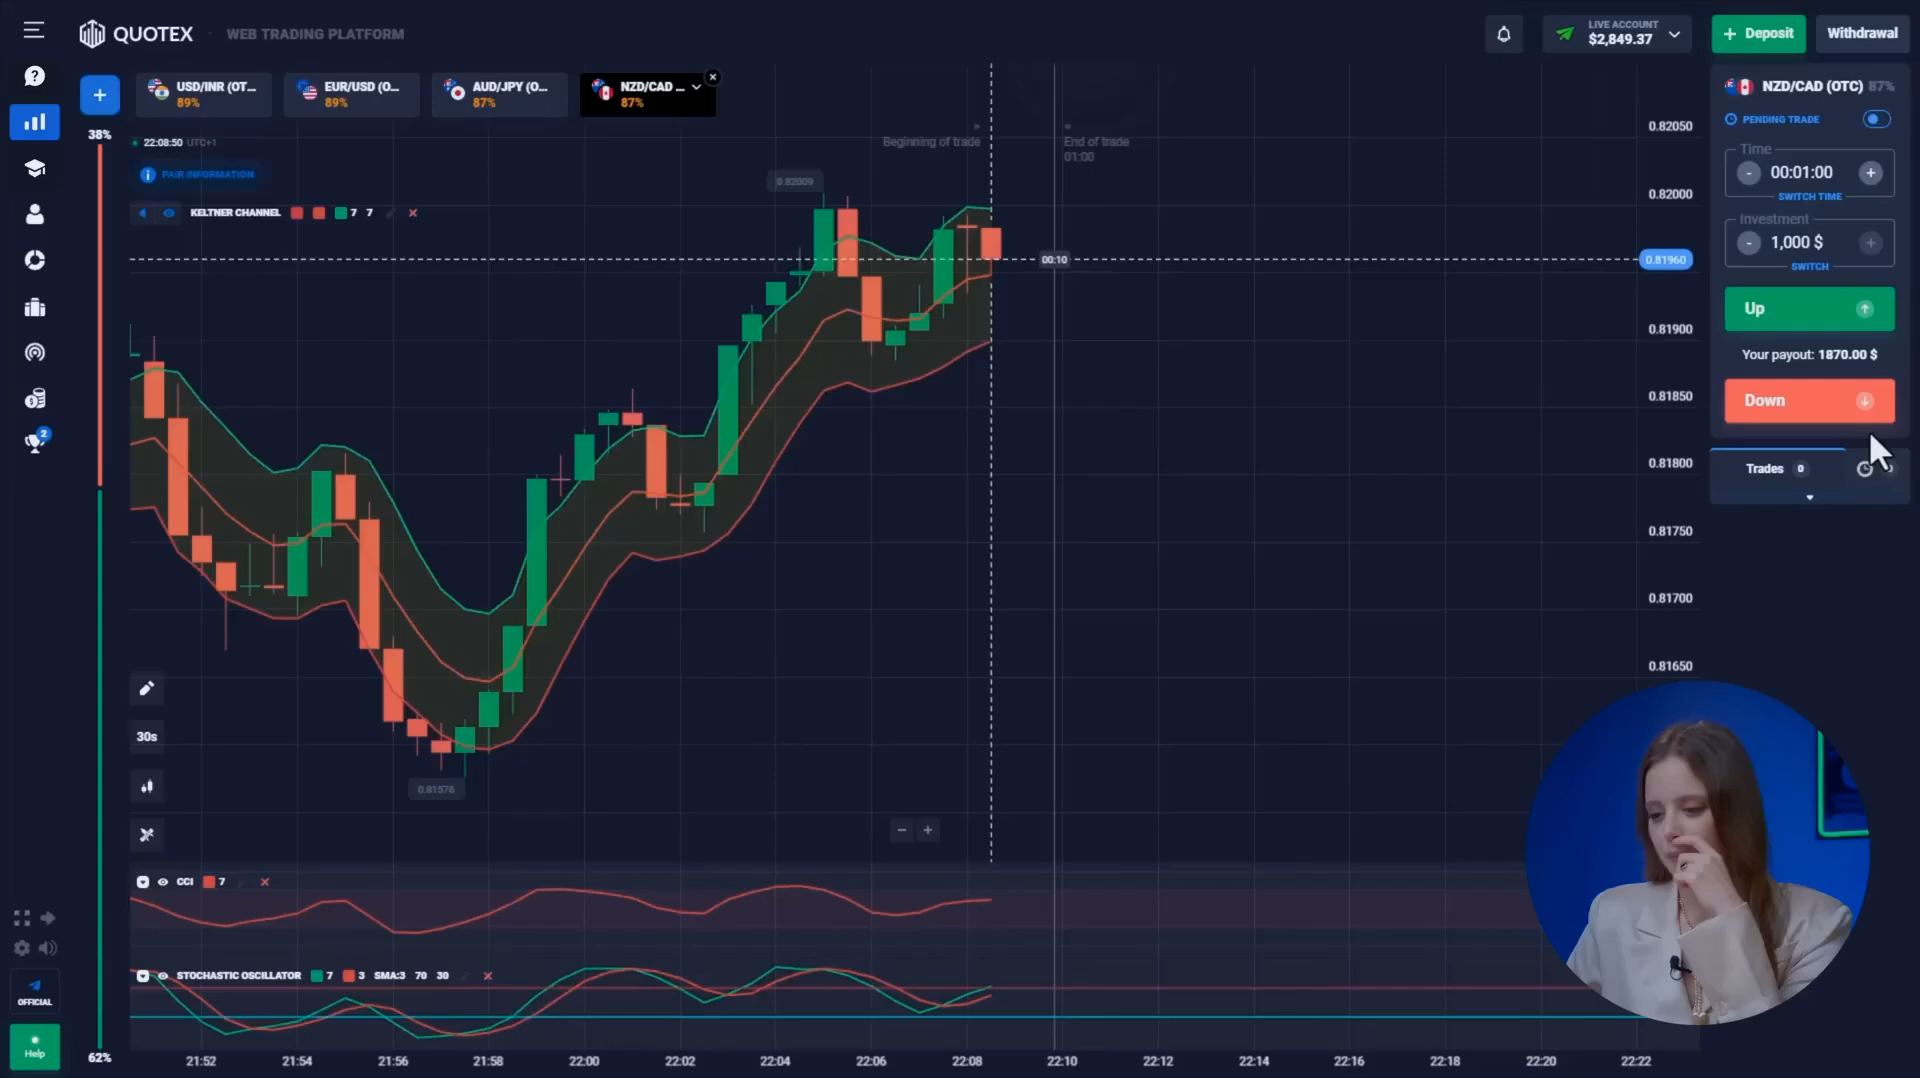 QUOTEX
WEB TRADING PLATFORM
LIVE ACCOUNT
$2,849.37
+ Deposit
Withdrawal
USD/INR (OT...
89%
EUR/USD (O...
89%
AUD/JPY (O...
87%
NZD/CAD ...
87%
NZD/CAD (OTC) 87%
PENDING TRADE
Time
- 00:01:00 +
SWITCH TIME
Investment
- 1,000 $ +
SWITCH
Up
Your payout: 1870.00 $
Down
Trades 0
38%
22:08:50 UTC+1
PAIR INFORMATION
KELTNER CHANNEL 7 7
Beginning of trade
End of trade
01:00
0.82009
00:10
0.81960
0.81576
0.82050
0.82000
0.81900
0.81850
0.81800
0.81750
0.81700
0.81650
30s
CCI 7
STOCHASTIC OSCILLATOR 7 3 SMA:3 70 30
2
OFFICIAL
Help
62%
21:52
21:54
21:56
21:58
22:00
22:02
22:04
22:06
22:08
22:10
22:12
22:14
22:16
22:18
22:20
22:22